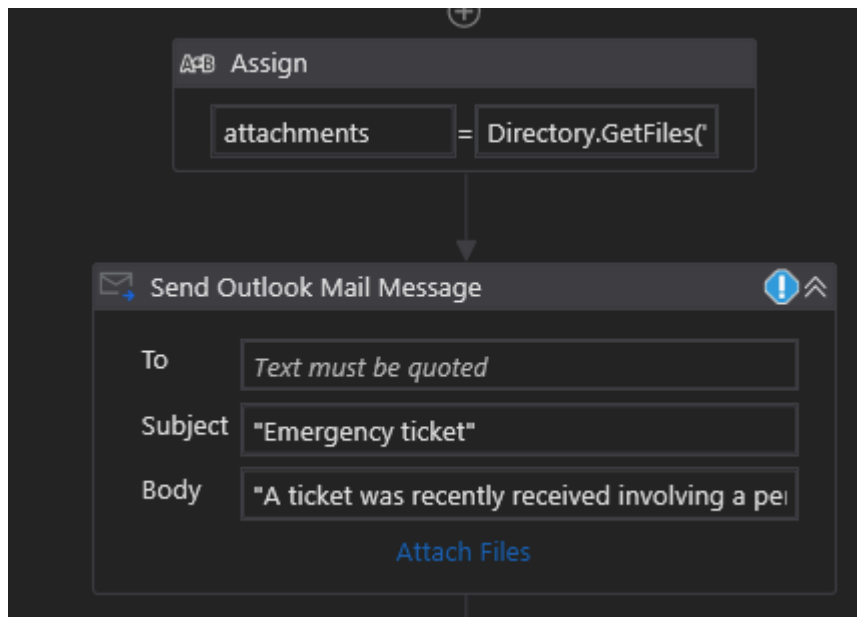 A=B Assign
attachments = Directory.GetFiles('
Send Outlook Mail Message
To Text must be quoted
Subject "Emergency ticket"
Body "A ticket was recently received involving a
Attach Files